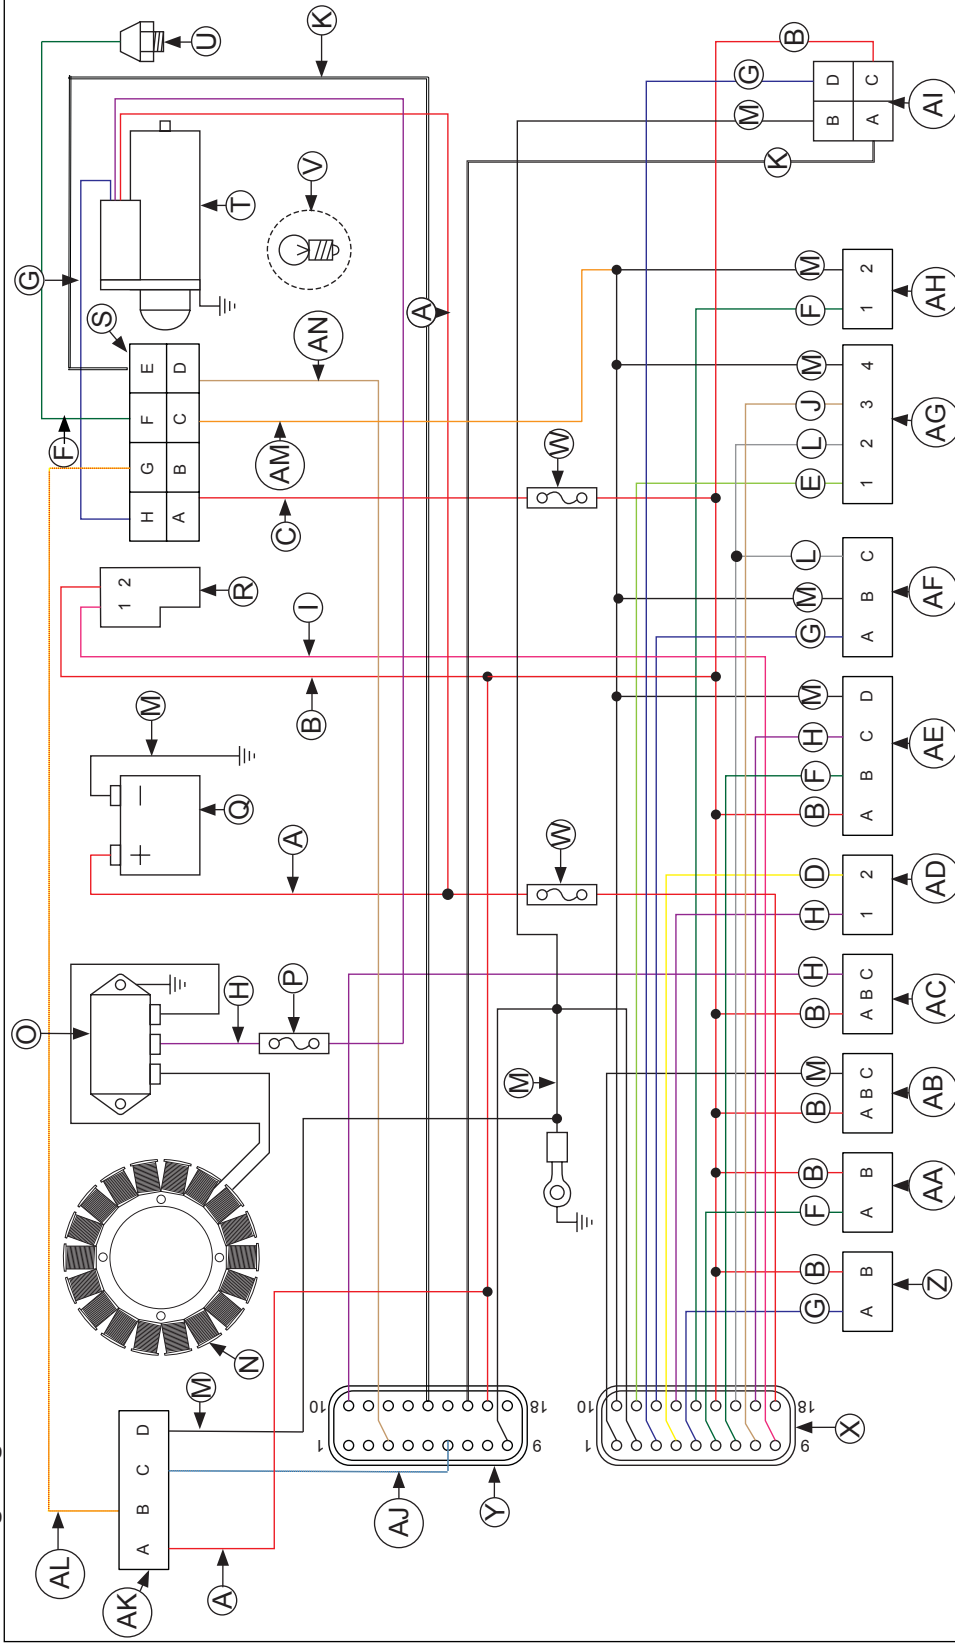 O
G
AL
F
S
AK
A B C D
+ −
1 2
H G F E
A B C D
M
M
U
A
N
H
Q
R
T
C
AM
P
A
B
I
AN
V
K
1 10
9 18
AJ
A
Y
M
W
W
1 10
9 18
X
M
G
B
K
G B F B B M B H H D B F H M G M L E L J M F M
A B
A B
A B C
A B C
1 2
A B C D
A B C
1 2 3 4
1 2
B D
A C
Z AA AB AC AD AE AF AG AH AI